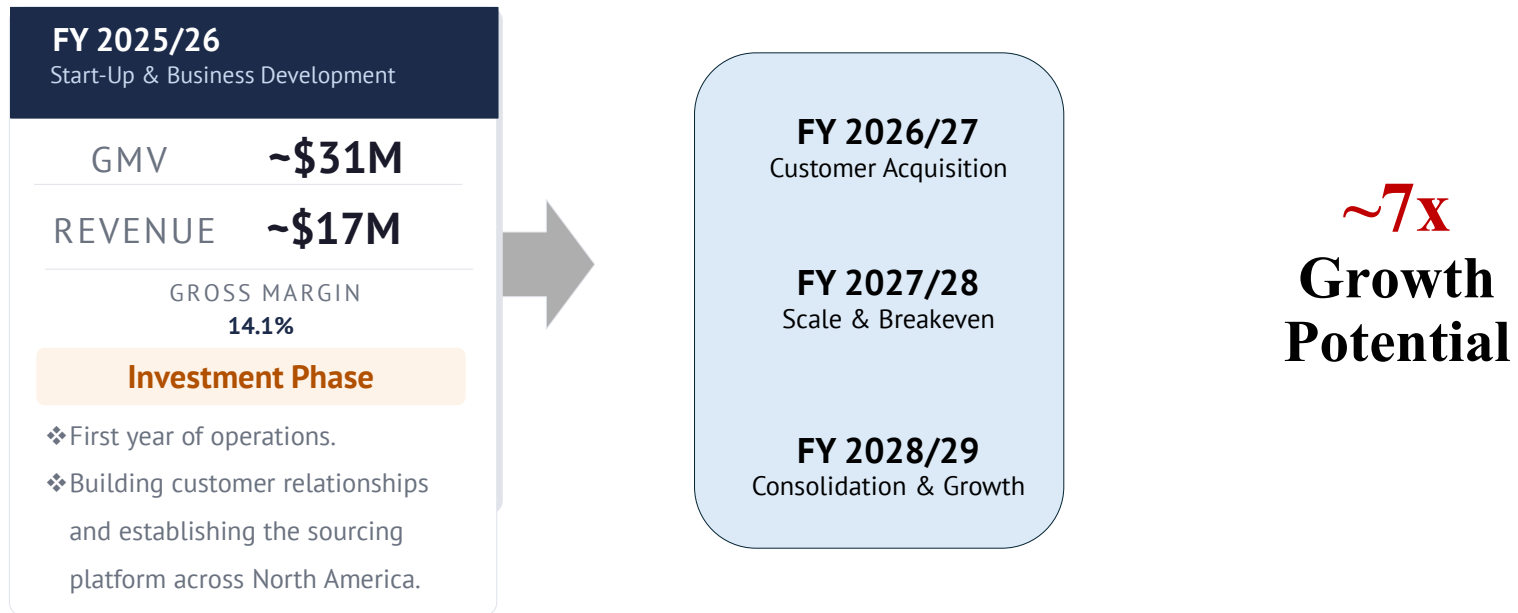 FY 2025/26
Start-Up & Business Development
GMV ~$31M
REVENUE ~$17M
GROSS MARGIN
14.1%
Investment Phase
❖First year of operations.
❖Building customer relationships
and establishing the sourcing
platform across North America.
FY 2026/27
Customer Acquisition
FY 2027/28
Scale & Breakeven
FY 2028/29
Consolidation & Growth
~7x
Growth
Potential